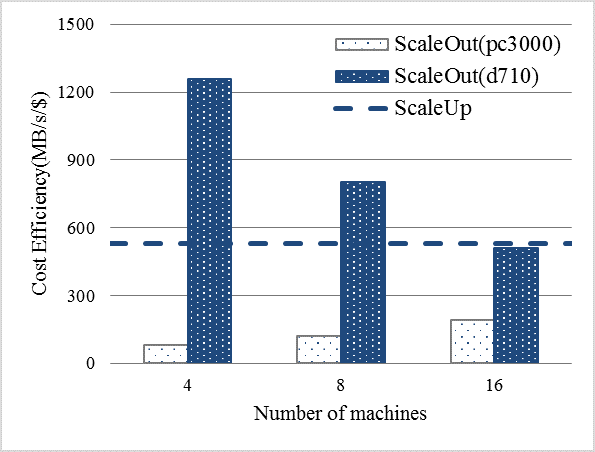 1500
1200
900
600
300
0
Cost Efficiency(MB/s/$)
ScaleOut(pc3000)
ScaleOut(d710)
ScaleUp
4 8 16
Number of machines